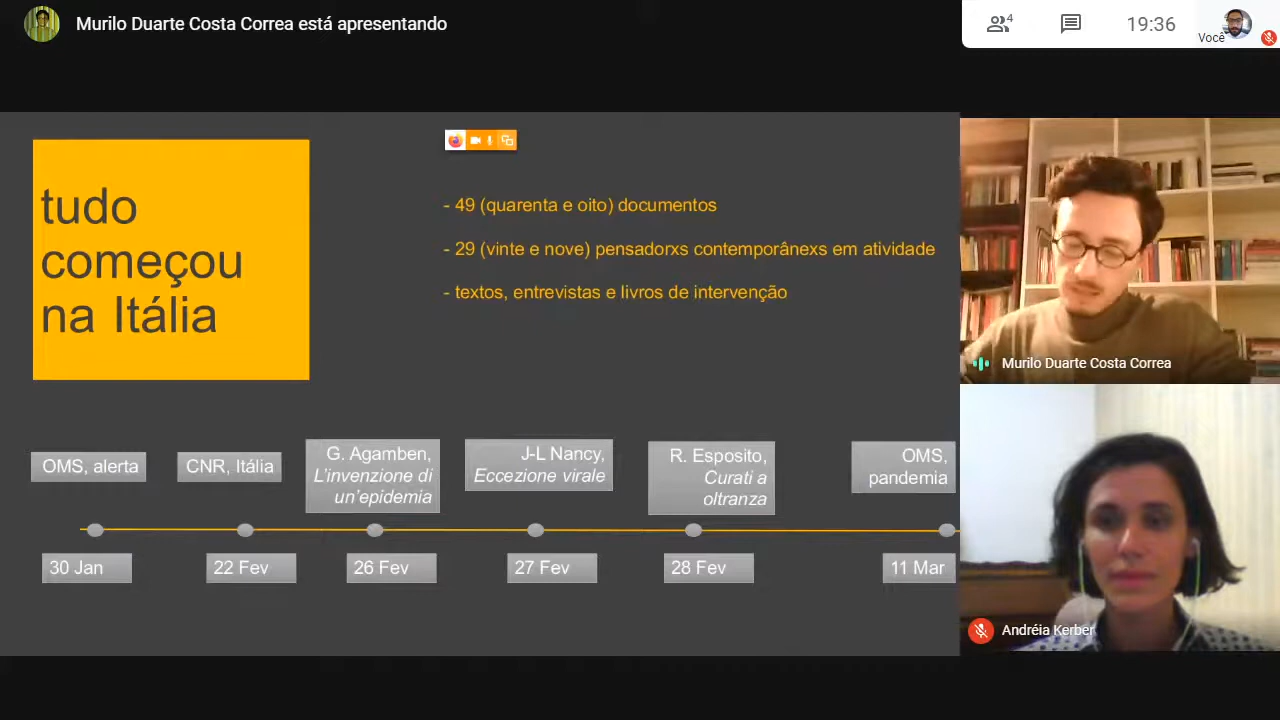 Murilo Duarte Costa Correa está apresentando
4
19:36
Você
tudo
começou
na Itália
- 49 (quarenta e oito) documentos
- 29 (vinte e nove) pensadorxs contemporânexs em atividade
- textos, entrevistas e livros de intervenção
OMS, alerta
CNR, Itália
G. Agamben,
L'invenzione di
un'epidemia
J-L Nancy,
Eccezione virale
R. Esposito,
Curati a
oltranza
OMS,
pandemia
30 Jan
22 Fev
26 Fev
27 Fev
28 Fev
11 Mar
Murilo Duarte Costa Correa
Andréia Kerber